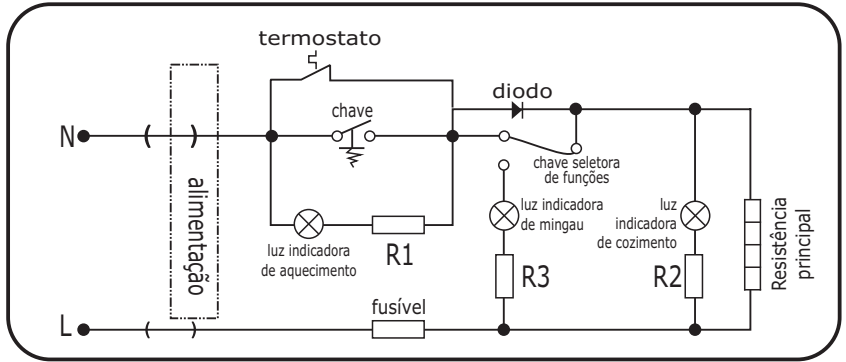 termostato
diodo
chave
N
chave seletora
de funções
alimentação
luz indicadora
de mingau
luz
indicadora
de cozimento
Resistência
principal
luz indicadora
de aquecimento
R1
R3
R2
fusível
L